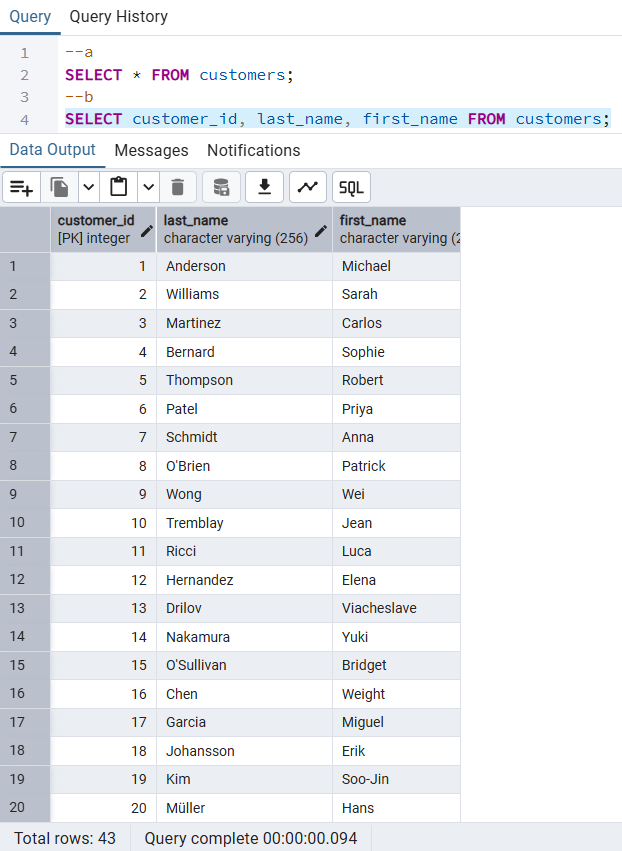 Query Query History
1 --a
2 SELECT * FROM customers;
3 --b
4 SELECT customer_id, last_name, first_name FROM customers;
Data Output Messages Notifications
SQL
customer_id last_name first_name
[PK] integer character varying (256) character varying (2
1 1 Anderson Michael
2 2 Williams Sarah
3 3 Martinez Carlos
4 4 Bernard Sophie
5 5 Thompson Robert
6 6 Patel Priya
7 7 Schmidt Anna
8 8 O'Brien Patrick
9 9 Wong Wei
10 10 Tremblay Jean
11 11 Ricci Luca
12 12 Hernandez Elena
13 13 Drilov Viacheslave
14 14 Nakamura Yuki
15 15 O'Sullivan Bridget
16 16 Chen Weight
17 17 Garcia Miguel
18 18 Johansson Erik
19 19 Kim Soo-Jin
20 20 Müller Hans
Total rows: 43 Query complete 00:00:00.094